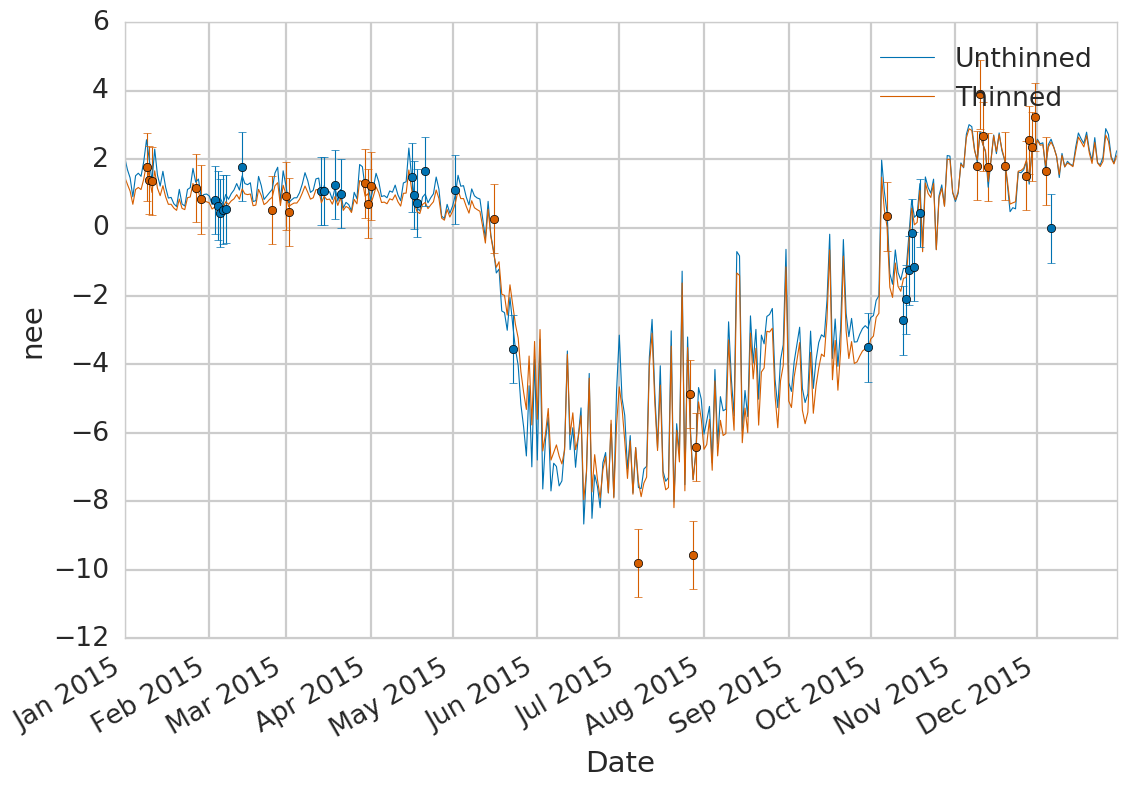 6
4
2
0
−2
−4
−6
−8
−10
−12
nee
Unthinned
Thinned
Jan 2015
Feb 2015
Mar 2015
Apr 2015
May 2015
Jun 2015
Jul 2015
Aug 2015
Sep 2015
Oct 2015
Nov 2015
Dec 2015
Date